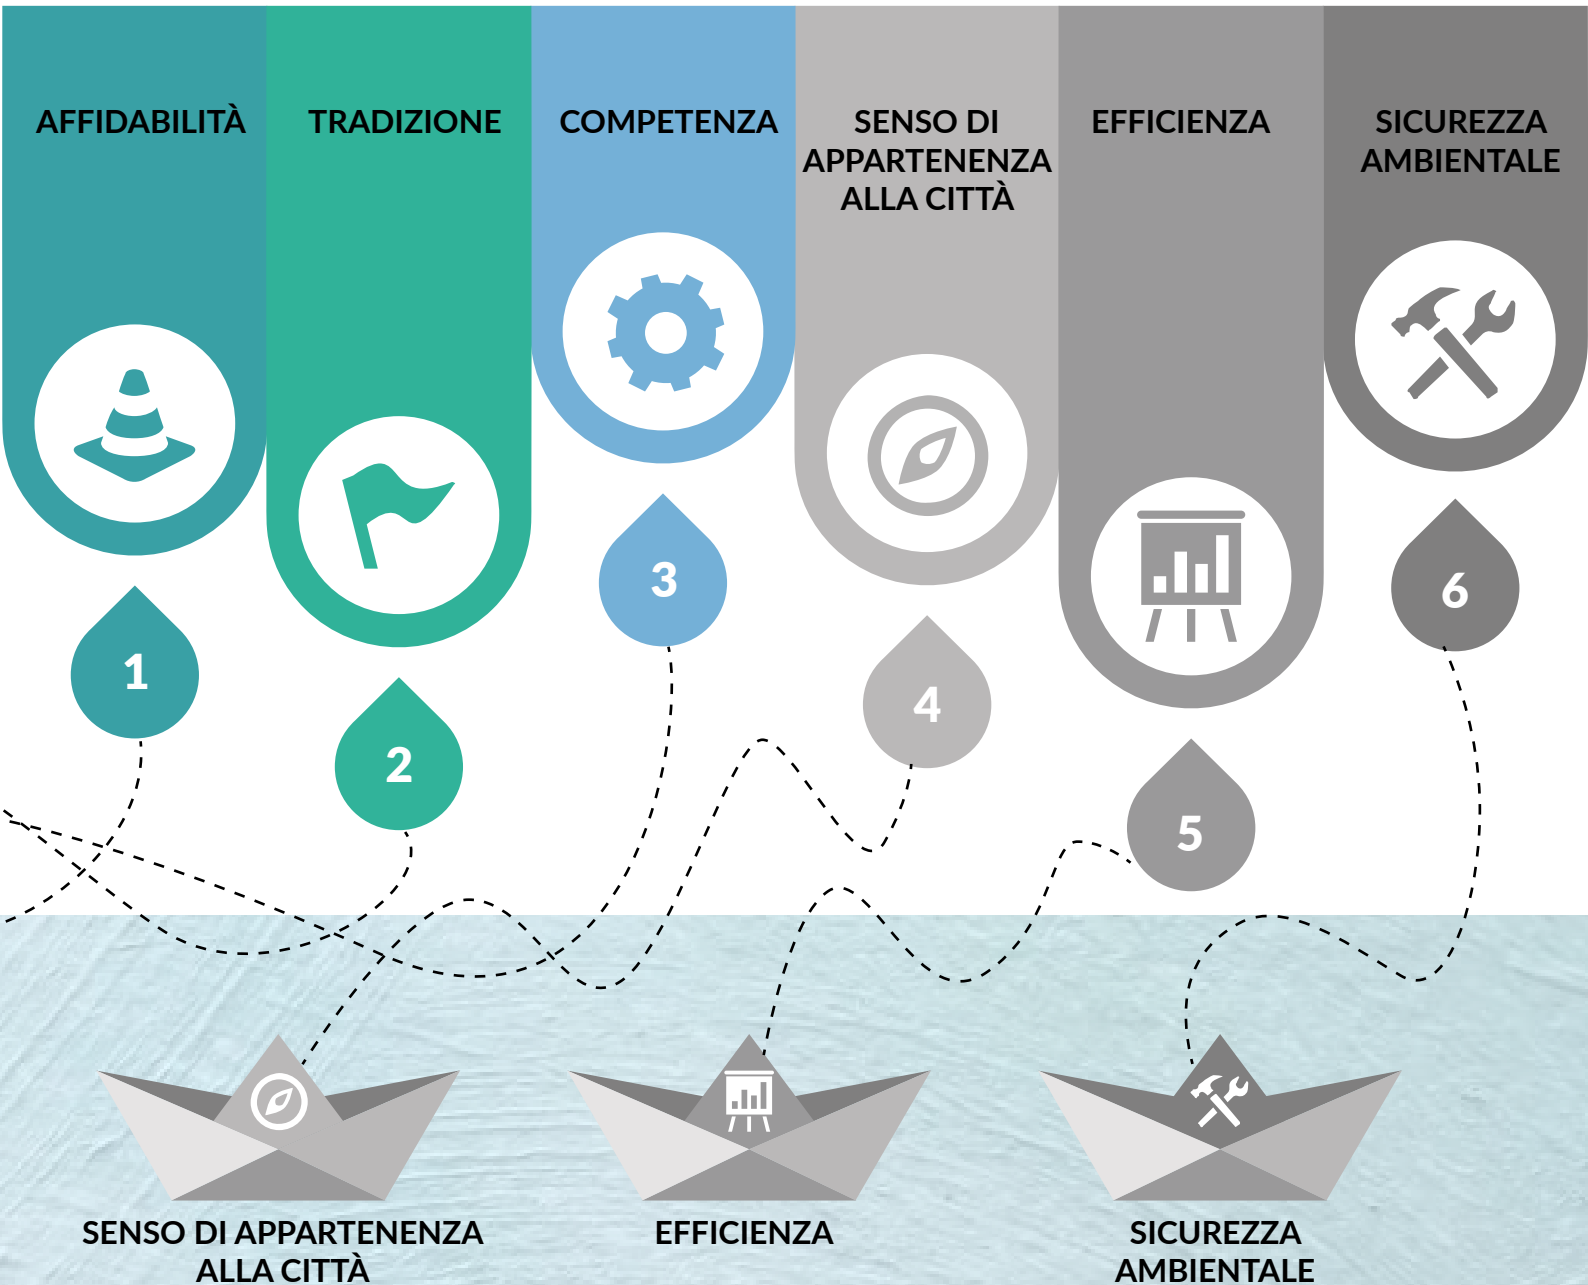 AFFIDABILITÀ
TRADIZIONE
COMPETENZA
SENSO DI
APPARTENENZA
ALLA CITTÀ
EFFICIENZA
SICUREZZA
AMBIENTALE
1
2
3
4
5
6
SENSO DI APPARTENENZA
ALLA CITTÀ
EFFICIENZA
SICUREZZA
AMBIENTALE